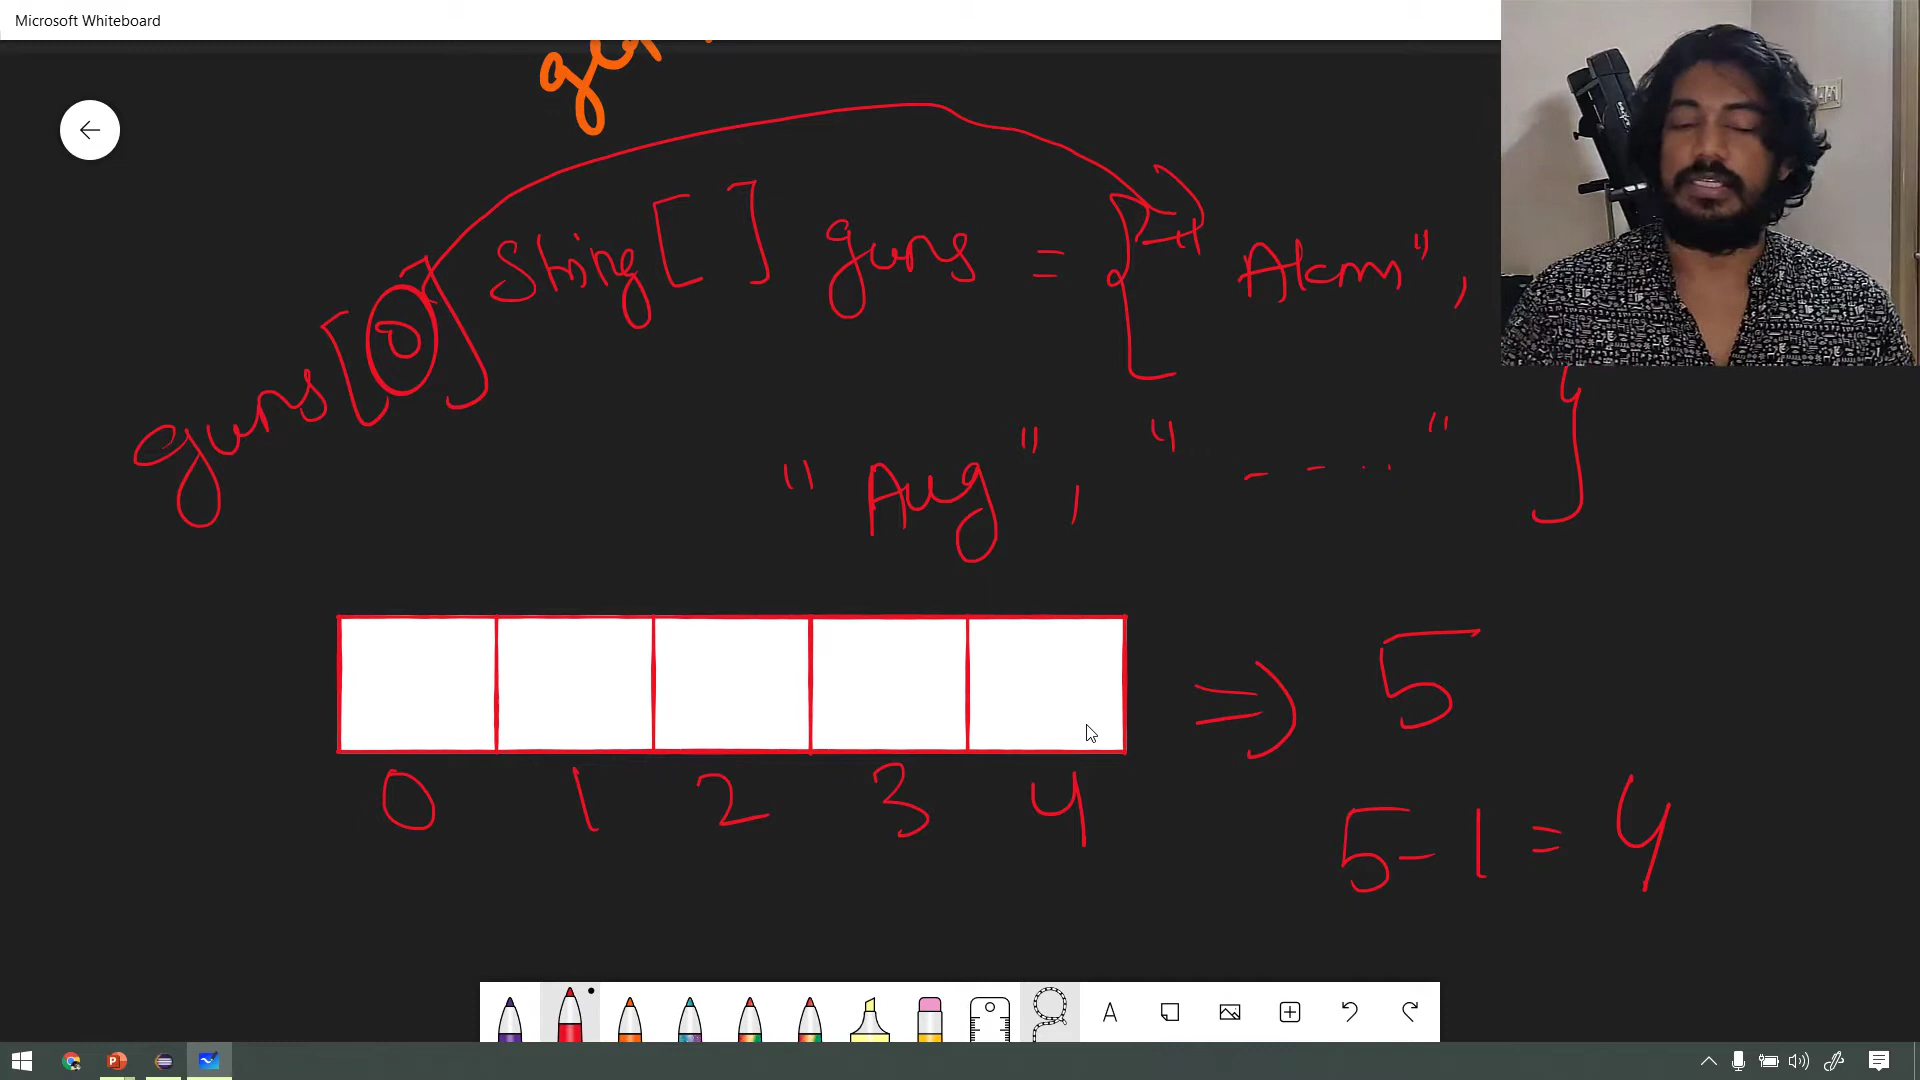 Microsoft Whiteboard
String[] guns = { "Akm",
guns[0]
"Aug", "----" }
=> 5
0 1 2 3 4
5-1 = 4